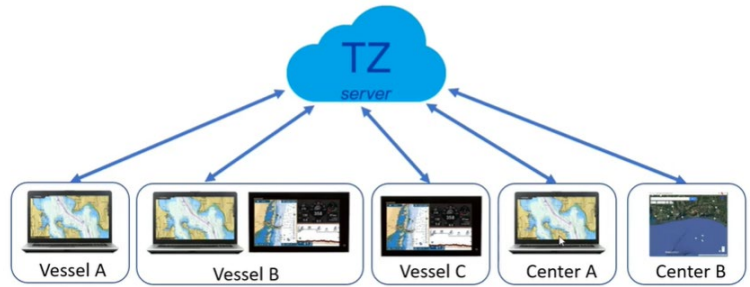 TZ
server
Vessel A
Vessel B
Vessel C
Center A
Center B